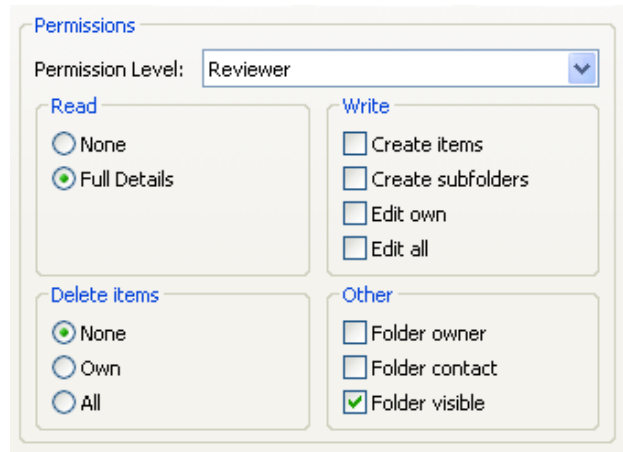 Permissions
Permission Level: Reviewer
Read
None
Full Details
Write
Create items
Create subfolders
Edit own
Edit all
Delete items
None
Own
All
Other
Folder owner
Folder contact
Folder visible